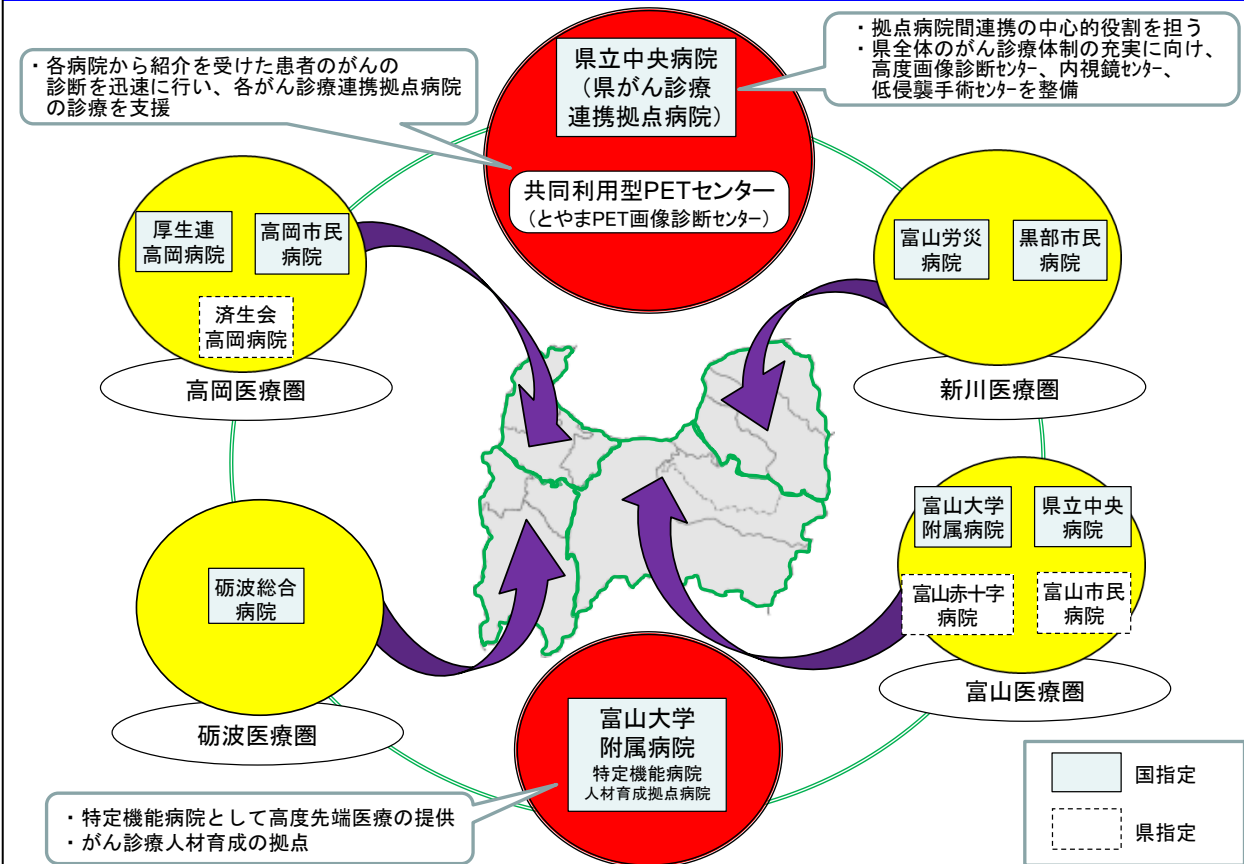 ・拠点病院間連携の中心的役割を担う
・県全体のがん診療体制の充実に向け、
高度画像診断センター、内視鏡センター、
低侵襲手術センターを整備
・各病院から紹介を受けた患者のがんの
診断を迅速に行い、各がん診療連携拠点病院
の診療を支援
県立中央病院
（県がん診療
連携拠点病院）
共同利用型PETセンター
（とやまPET画像診断センター）
厚生連
高岡病院
高岡市民
病院
済生会
高岡病院
高岡医療圏
富山労災
病院
黒部市民
病院
新川医療圏
砺波総合
病院
砺波医療圏
富山大学
附属病院
県立中央
病院
富山赤十字
病院
富山市民
病院
富山医療圏
富山大学
附属病院
特定機能病院
人材育成拠点病院
・特定機能病院として高度先端医療の提供
・がん診療人材育成の拠点
国指定
県指定